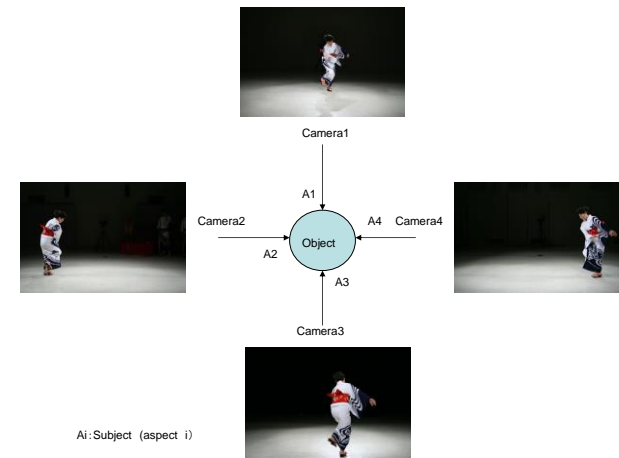 Camera1
A1
Camera2
A4
Camera4
Object
A2
A3
Camera3
Ai:Subject (aspect i)